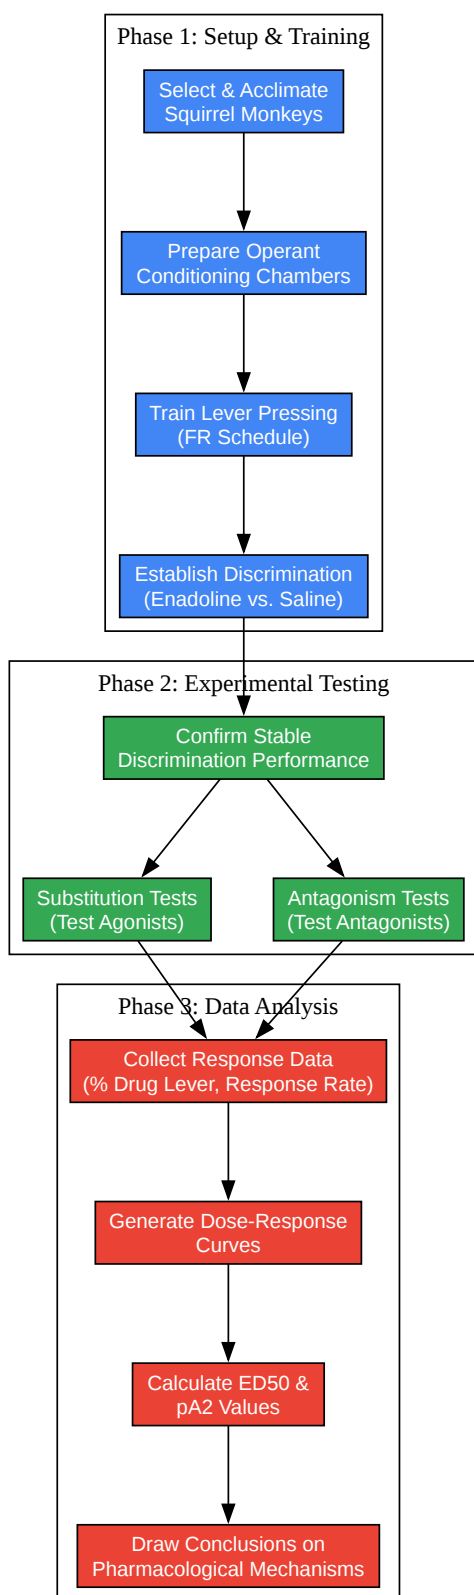 Phase 1: Setup & Training
Select & Acclimate
Squirrel Monkeys
Prepare Operant
Conditioning Chambers
Train Lever Pressing
(FR Schedule)
Establish Discrimination
(Enadoline vs. Saline)
Phase 2: Experimental Testing
Confirm Stable
Discrimination Performance
Substitution Tests
(Test Agonists)
Antagonism Tests
(Test Antagonists)
Phase 3: Data Analysis
Collect Response Data
(% Drug Lever, Response Rate)
Generate Dose-Response
Curves
Calculate ED50 &
pA2 Values
Draw Conclusions on
Pharmacological Mechanisms